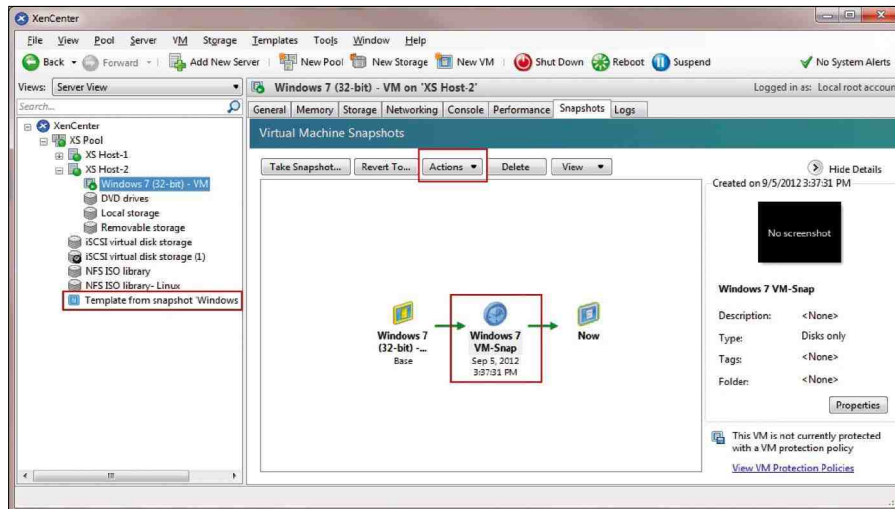 XenCenter
File View Pool Server VM Storage Templates Tools Window Help
Back Forward Add New Server New Pool New Storage New VM Shut Down Reboot Suspend No System Alerts
Views: Server View
Windows 7 (32-bit) - VM on 'XS Host-2'
Logged in as: Local root accoun
Search...
General Memory Storage Networking Console Performance Snapshots Logs
XenCenter
XS Pool
XS Host-1
XS Host-2
Windows 7 (32-bit) - VM
DVD drives
Local storage
Removable storage
iSCSI virtual disk storage
iSCSI virtual disk storage (1)
NFS ISO library
NFS ISO library- Linux
Template from snapshot 'Windows
Virtual Machine Snapshots
Take Snapshot... Revert To... Actions Delete View
Hide Details
Windows 7
(32-bit) -...
Base
Windows 7
VM-Snap
Sep 5, 2012
3:37:31 PM
Now
Created on 9/5/2012 3:37:31 PM
No screenshot
Windows 7 VM-Snap
Description: <None>
Type: Disks only
Tags: <None>
Folder: <None>
Properties
This VM is not currently protected
with a VM protection policy
View VM Protection Policies